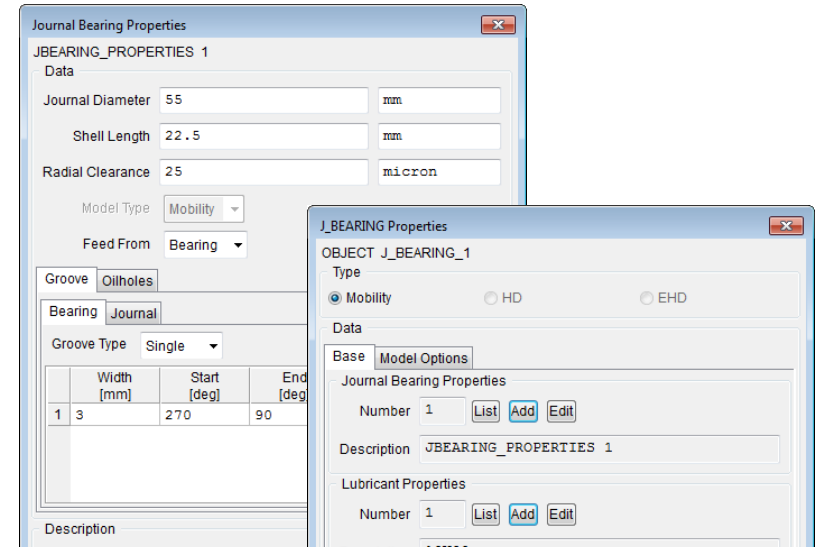 Journal Bearing Properties
JBEARING_PROPERTIES 1
Data
Journal Diameter 55 mm
Shell Length 22.5 mm
Radial Clearance 25 micron
Model Type Mobility
Feed From Bearing
Groove Oilholes
Bearing Journal
Groove Type Single
Width [mm] Start [deg] End [deg
1 3 270 90
Description
J_BEARING Properties
OBJECT J_BEARING_1
Type
Mobility HD EHD
Data
Base Model Options
Journal Bearing Properties
Number 1 List Add Edit
Description JBEARING_PROPERTIES 1
Lubricant Properties
Number 1 List Add Edit